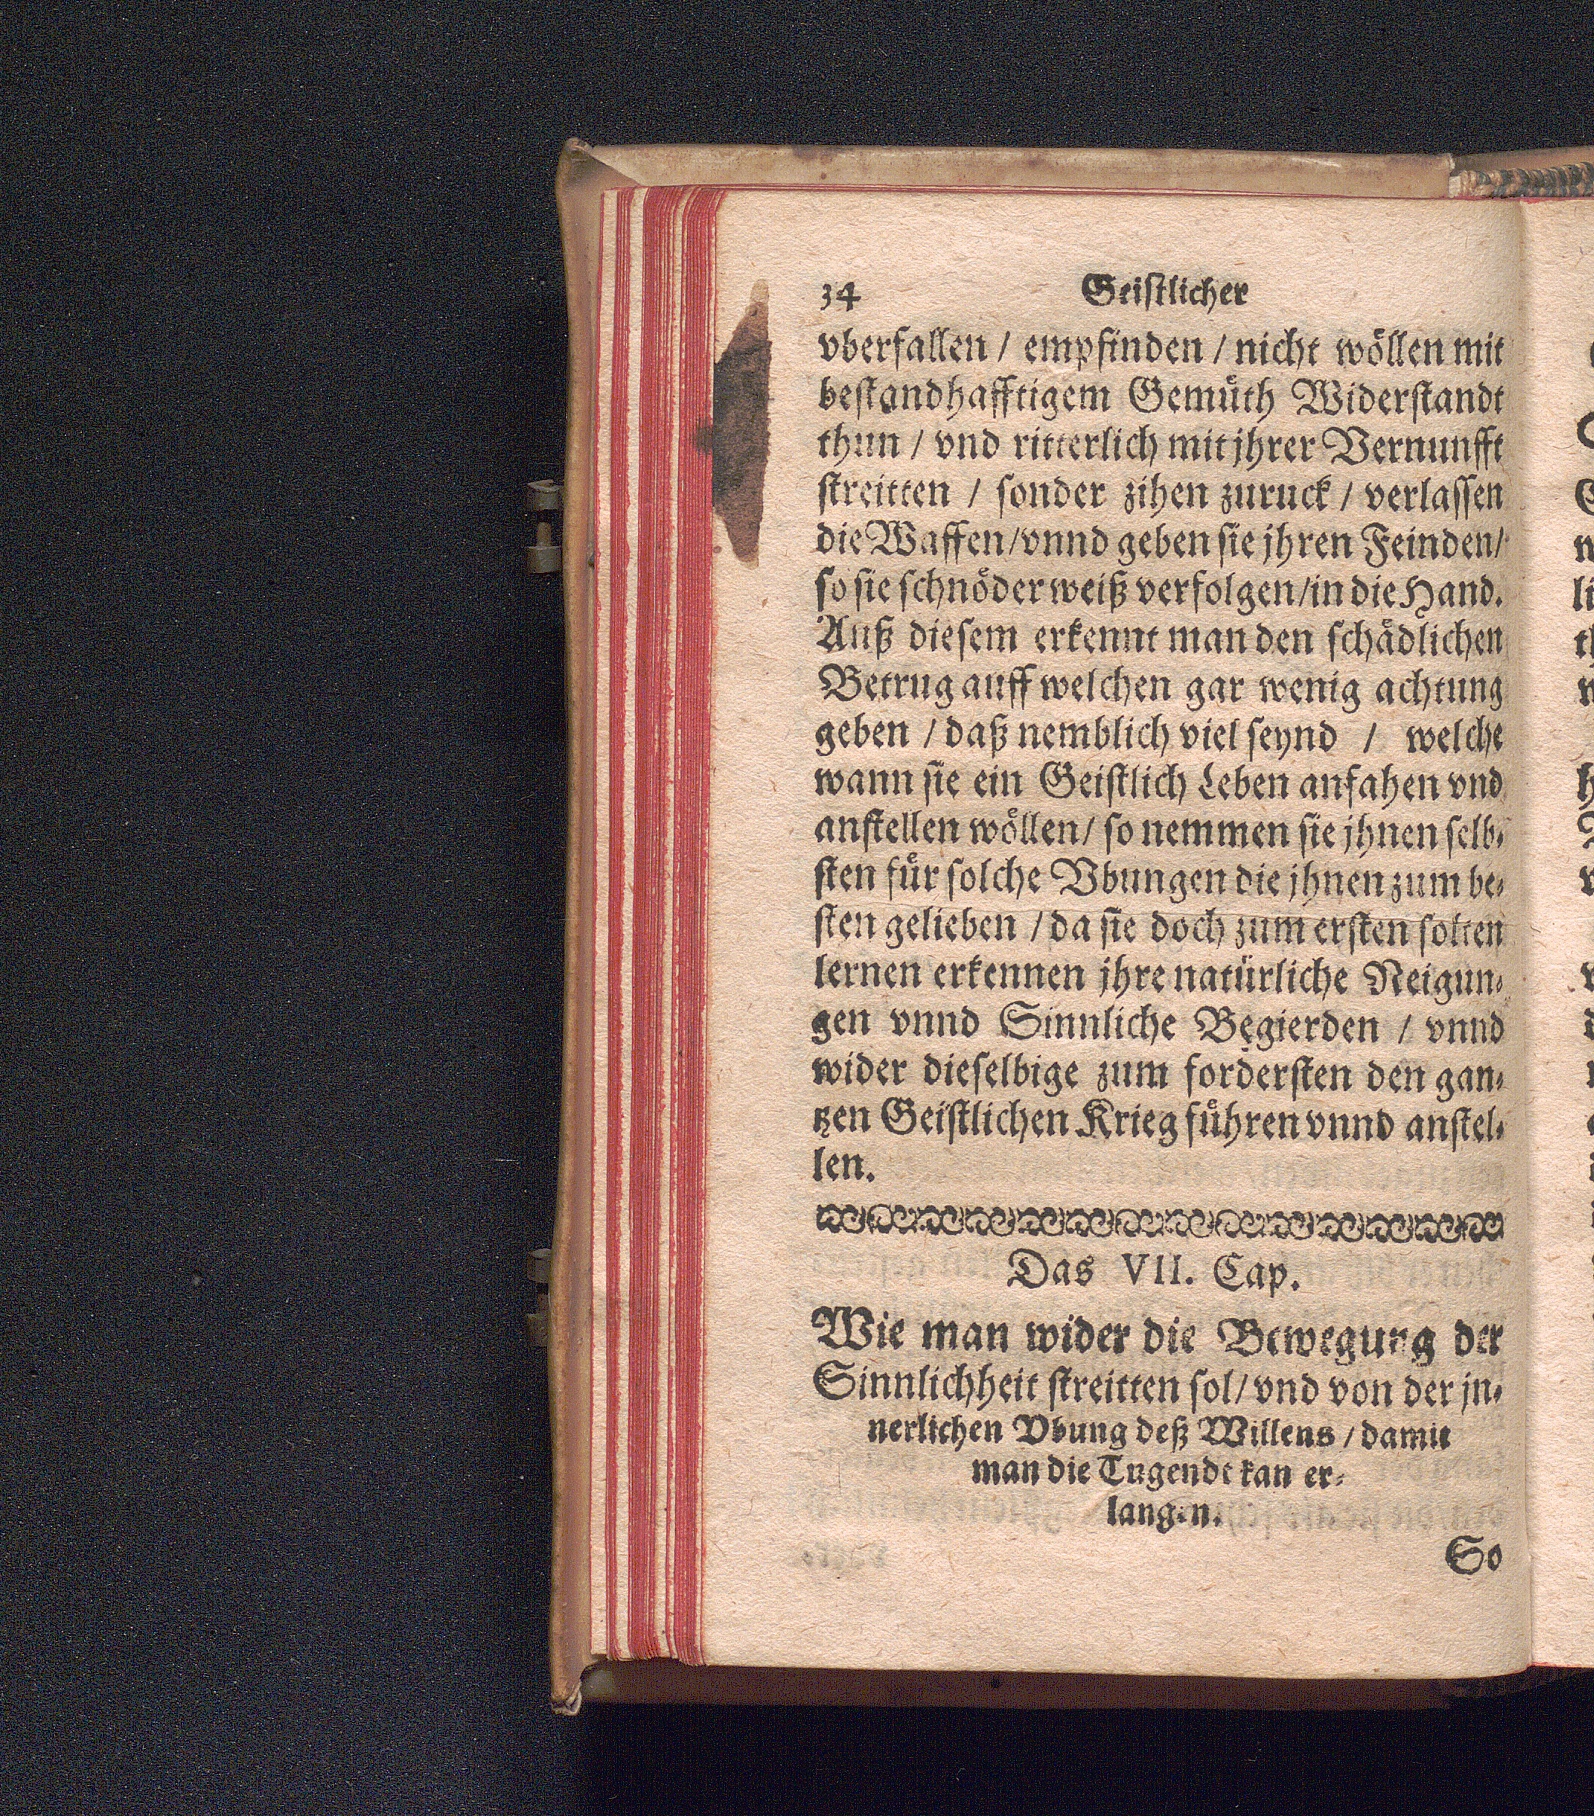 34 Geistlicher
vberfallen / empfinden / nicht wöllen mit
bestandhafftigem Gemüth Widerstandt
thun / vnd ritterlich mit jhrer Vernunfft
streitten / sonder zihen zuruck / verlassen
die Waffen/vnnd geben sie jhren Feinden/
so sie schnöder weiß verfolgen/in die Hand.
Auß diesem erkennt man den schädlichen
Betrug auff welchen gar wenig achtung
geben / daß nemblich viel seynd / welche
wann sie ein Geistlich Leben anfahen vnd
anstellen wöllen/ so nemmen sie jhnen selb-
sten für solche Vbungen die jhnen zum be-
sten gelieben / da sie doch zum ersten solten
lernen erkennen jhre natürliche Neigun-
gen vnnd Sinnliche Begierden / vnnd
wider dieselbige zum fordersten den gan-
tzen Geistlichen Krieg führen vnnd anstel-
len.
Das VII. Cap.
Wie man wider die Bewegung der
Sinnlichheit streitten sol/ vnd von der jn-
nerlichen Vbung deß Willens / damit
man die Tugendt kan er-
langen.
So